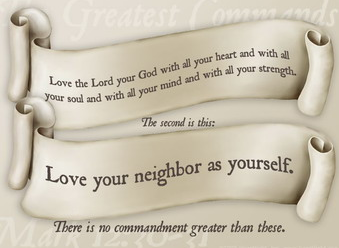 Greatest Commands
Love the Lord your God with all your heart and with all
your soul and with all your mind and with all your strength.
The second is this:
Love your neighbor as yourself.
There is no commandment greater than these.